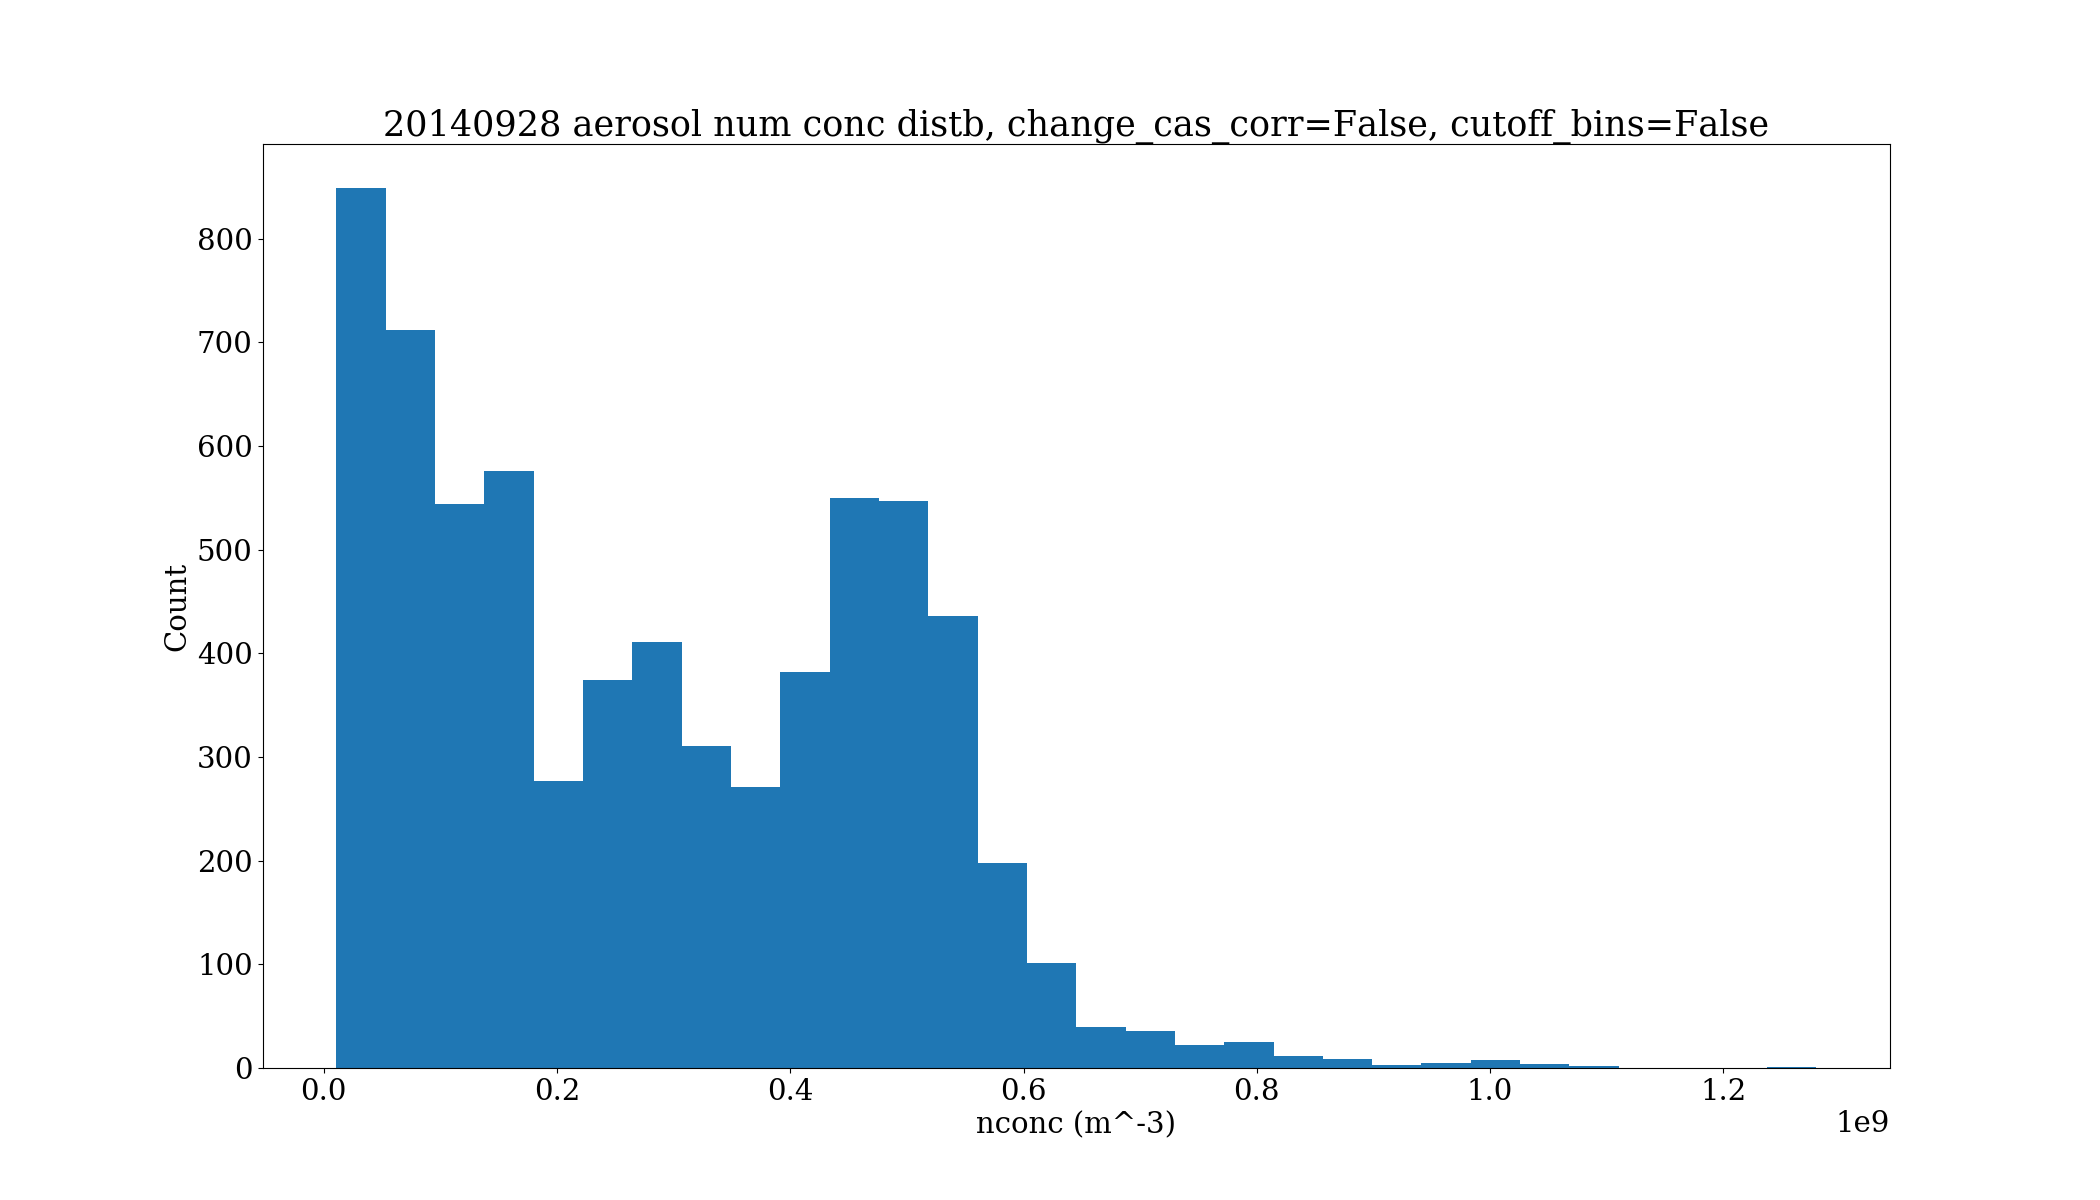 20140928 aerosol num conc distb, change_cas_corr=False, cutoff_bins=False
800
700
600
500
400
300
200
100
0
Count
0.0 0.2 0.4 0.6 0.8 1.0 1.2
nconc (m^-3)
1e9